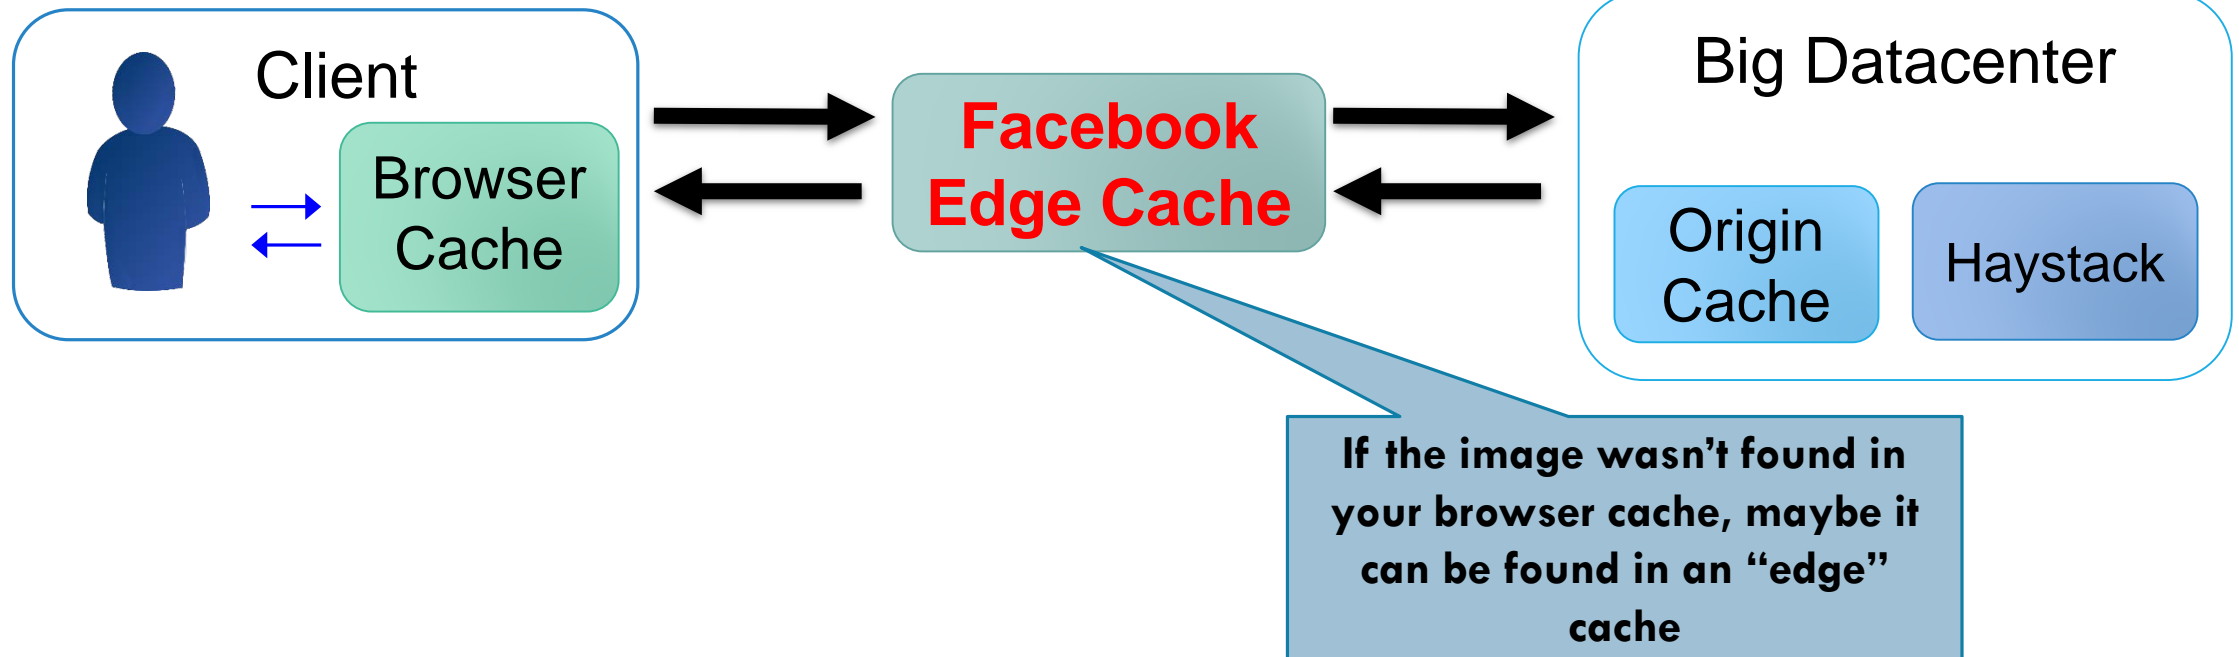 Client
Browser
Cache
Facebook
Edge Cache
Big Datacenter
Origin
Cache
Haystack
If the image wasn’t found in
your browser cache, maybe it
can be found in an “edge”
cache